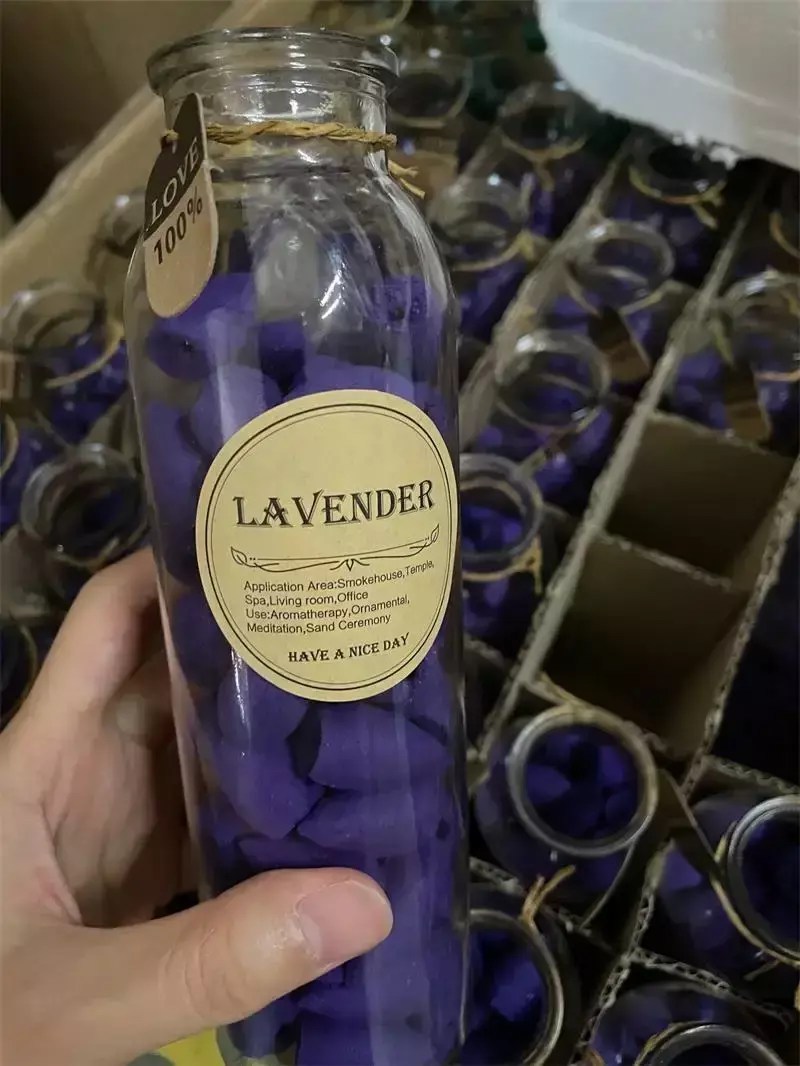 LOVE
100%
LAVENDER
Application Area:Smokehouse,Temple,
Spa,Living room,Office
Use:Aromatherapy,Ornamental,
Meditation,Sand Ceremony
HAVE A NICE DAY